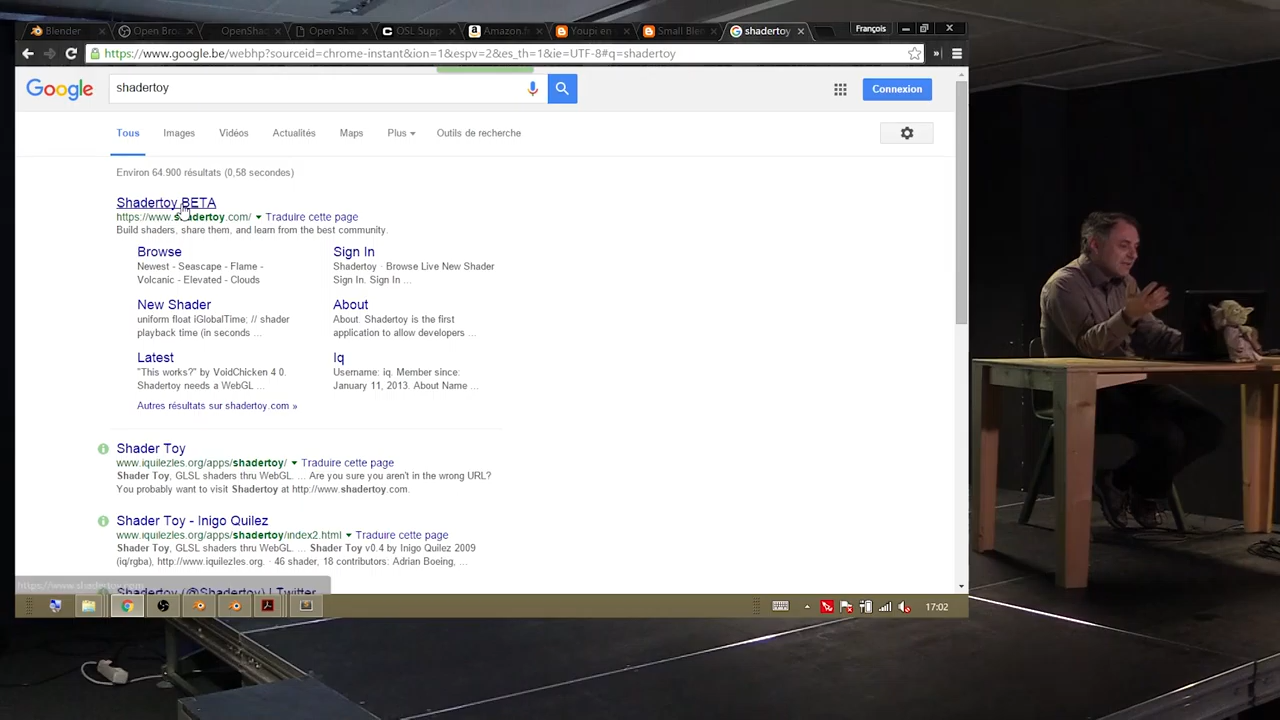 Blender
Open Bro
OpenShad
Open Sha
OSL Supp
Amazon.fr
Youpi en
Small Ble
shadertoy
François
https://www.google.be/webhp?sourceid=chrome-instant&ion=1&espv=2&es_th=1&ie=UTF-8#q=shadertoy
Google
shadertoy
Connexion
Tous Images Vidéos Actualités Maps Plus Outils de recherche
Environ 64.900 résultats (0,58 secondes)
Shadertoy BETA
https://www.shadertoy.com/ Traduire cette page
Build shaders, share them, and learn from the best community.
Browse
Newest - Seascape - Flame -
Volcanic - Elevated - Clouds
Sign In
Shadertoy · Browse Live New Shader
Sign In. Sign In ...
New Shader
uniform float iGlobalTime; // shader
playback time (in seconds ...
About
About. Shadertoy is the first
application to allow developers ...
Latest
"This works?" by VoidChicken 4 0.
Shadertoy needs a WebGL ...
Iq
Username: iq. Member since:
January 11, 2013. About Name ...
Autres résultats sur shadertoy.com »
Shader Toy
www.iquilezles.org/apps/shadertoy/ Traduire cette page
Shader Toy, GLSL shaders thru WebGL. ... Are you sure you aren't in the wrong URL?
You probably want to visit Shadertoy at http://www.shadertoy.com.
Shader Toy - Inigo Quilez
www.iquilezles.org/apps/shadertoy/index2.html Traduire cette page
Shader Toy, GLSL shaders thru WebGL. ... Shader Toy v0.4 by Inigo Quilez 2009
(iq/rgba), http://www.iquilezles.org. · 46 shader, 18 contributors: Adrian Boeing, ...
Shadertoy (@Shadertoy) | Twitter
https://www.shadertoy.com
17:02